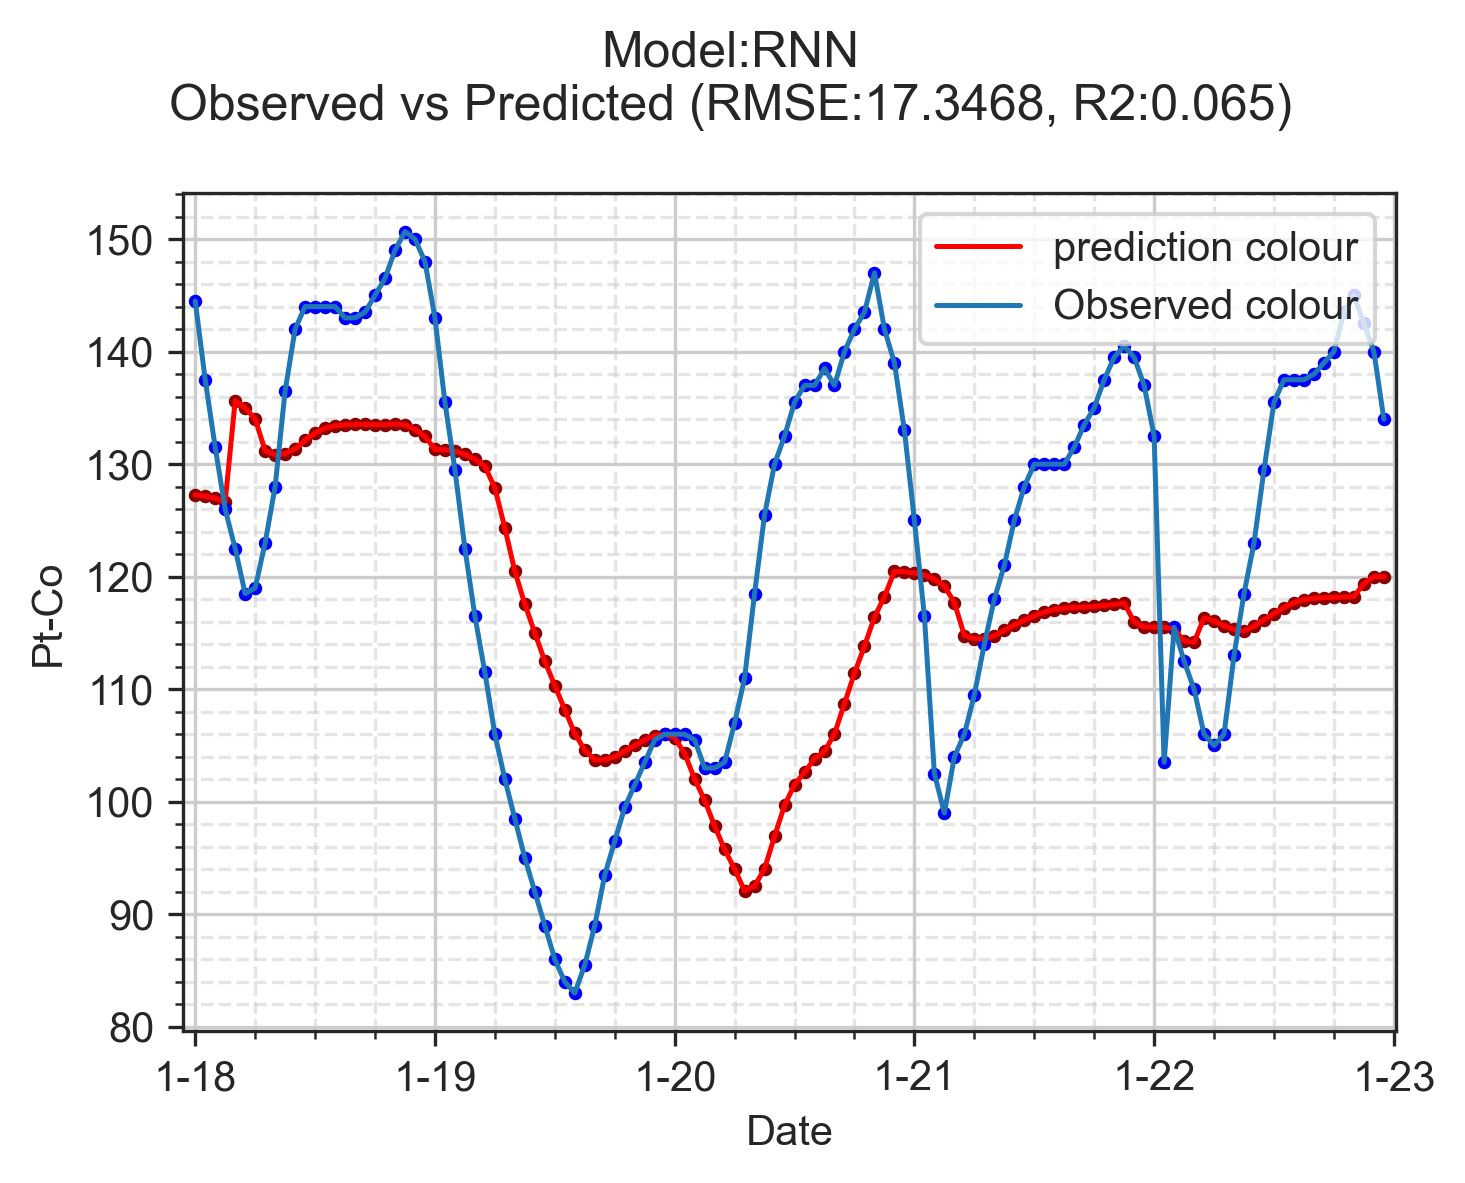 Model:RNN
Observed vs Predicted (RMSE:17.3468, R2:0.065)
prediction colour
Observed colour
Pt-Co
150
140
130
120
110
100
90
80
1-18 1-19 1-20 1-21 1-22 1-23
Date